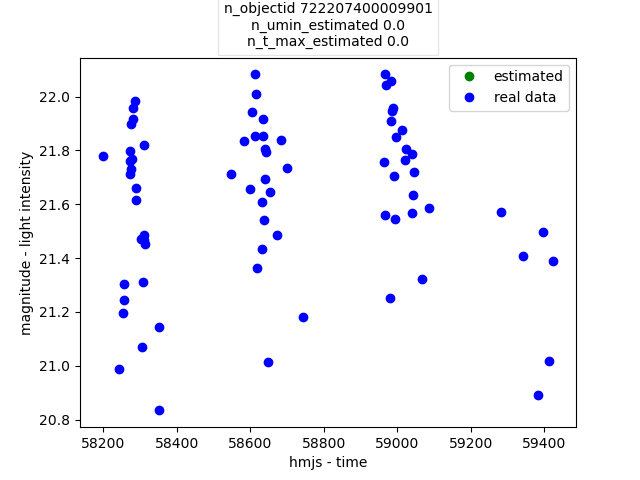 n_objectid 722207400009901
n_umin_estimated 0.0
n_t_max_estimated 0.0
estimated
real data
magnitude - light intensity
22.0
21.8
21.6
21.4
21.2
21.0
20.8
58200 58400 58600 58800 59000 59200 59400
hmjs - time